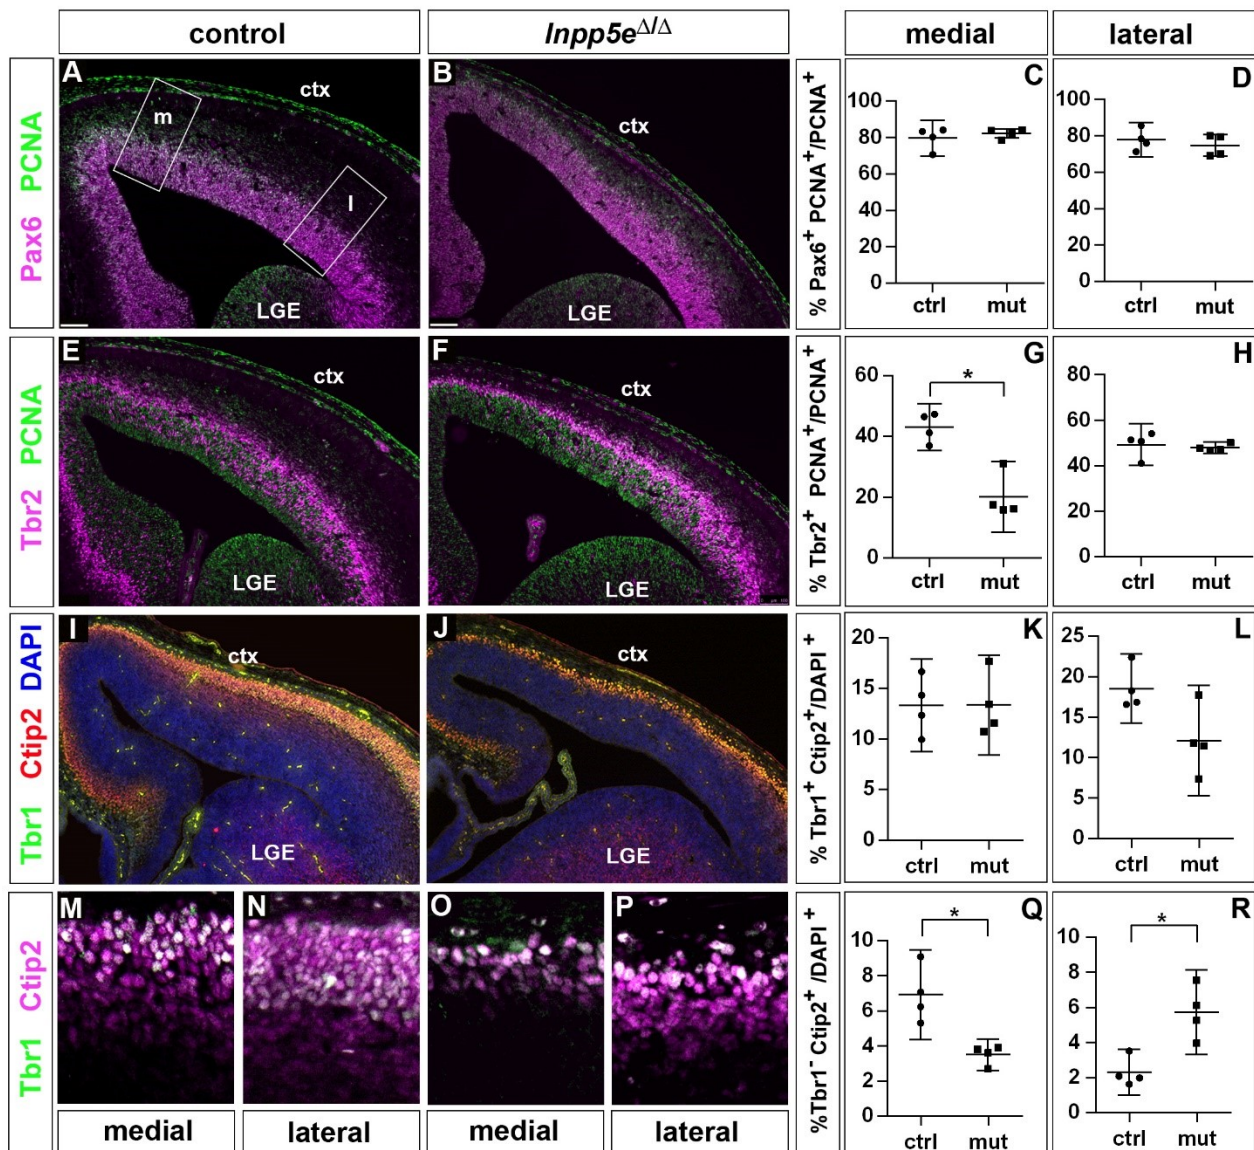 control
Inpp5eΔ/Δ
medial
lateral
Pax6 PCNA
A
ctx
m
l
LGE
B
ctx
LGE
% Pax6+ PCNA+/PCNA+
C
100
80
60
40
20
0
ctrl
mut
D
100
80
60
40
20
0
ctrl
mut
Tbr2 PCNA
E
ctx
LGE
F
ctx
LGE
% Tbr2+ PCNA+/PCNA+
G
*
60
40
20
0
ctrl
mut
H
80
60
40
20
0
ctrl
mut
Tbr1 Ctip2 DAPI
I
ctx
LGE
J
ctx
LGE
% Tbr1+ Ctip2+/DAPI +
K
20
15
10
5
0
ctrl
mut
L
25
20
15
10
5
0
ctrl
mut
Tbr1 Ctip2
M
N
O
P
%Tbr1- Ctip2+ /DAPI +
Q
*
10
8
6
4
2
0
ctrl
mut
R
*
10
8
6
4
2
0
ctrl
mut
medial
lateral
medial
lateral